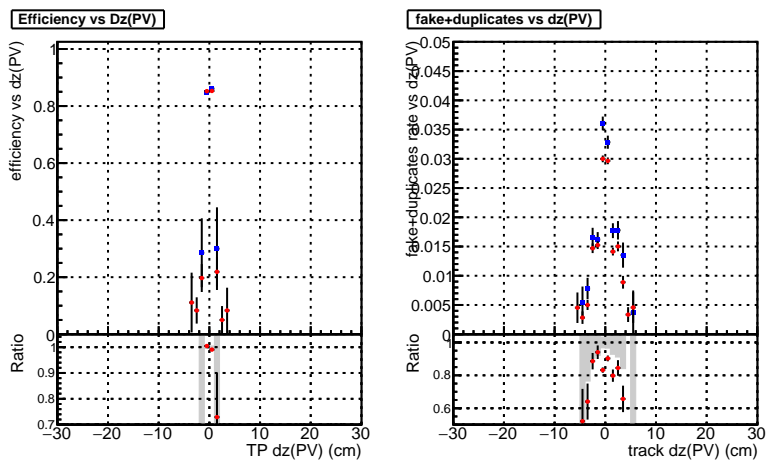 Efficiency vs Dz(PV)
efficiency vs dz(PV)
1
0.8
0.6
0.4
0.2
0
Ratio
1
0.9
0.8
0.7
−30 −20 −10 0 10 20 30
TP dz(PV) (cm)
fake+duplicates vs dz(PV)
fake+duplicates rate vs dz(PV)
0.05
0.045
0.04
0.035
0.03
0.025
0.02
0.015
0.01
0.005
0
Ratio
0.8
0.6
−30 −20 −10 0 10 20 30
track dz(PV) (cm)